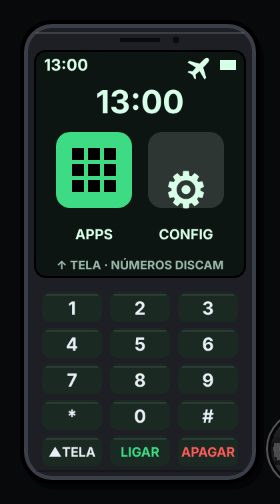 13:00
13:00
APPS CONFIG
↑ TELA · NÚMEROS DISCAM
1 2 3
4 5 6
7 8 9
* 0 #
▲TELA LIGAR APAGAR